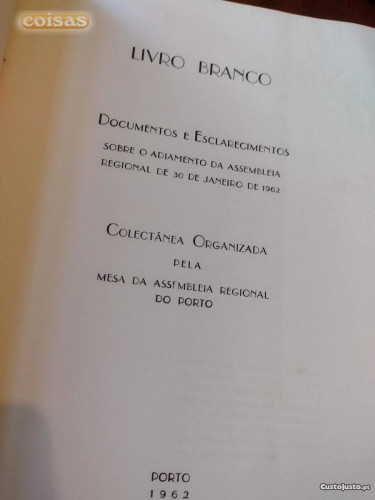 coisas
LIVRO BRANCO
DOCUMENTOS E ESCLARECIMENTOS
SOBRE O ADIAMENTO DA ASSEMBLEIA
REGIONAL DE 30 DE JANEIRO DE 1962
COLECTÂNEA ORGANIZADA
PELA
MESA DA ASSEMBLEIA REGIONAL
DO PORTO
PORTO
1962
CustoJusto.pt